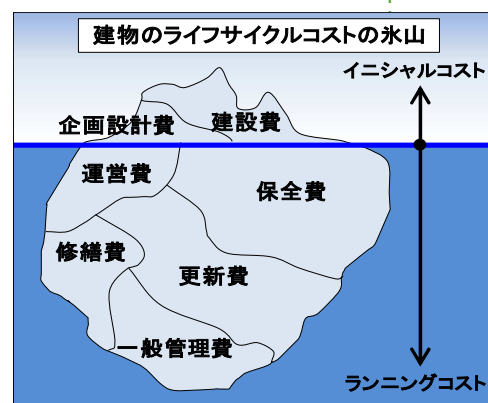 建物のライフサイクルコストの氷山
イニシャルコスト
企画設計費
建設費
運営費
保全費
修繕費
更新費
一般管理費
ランニングコスト